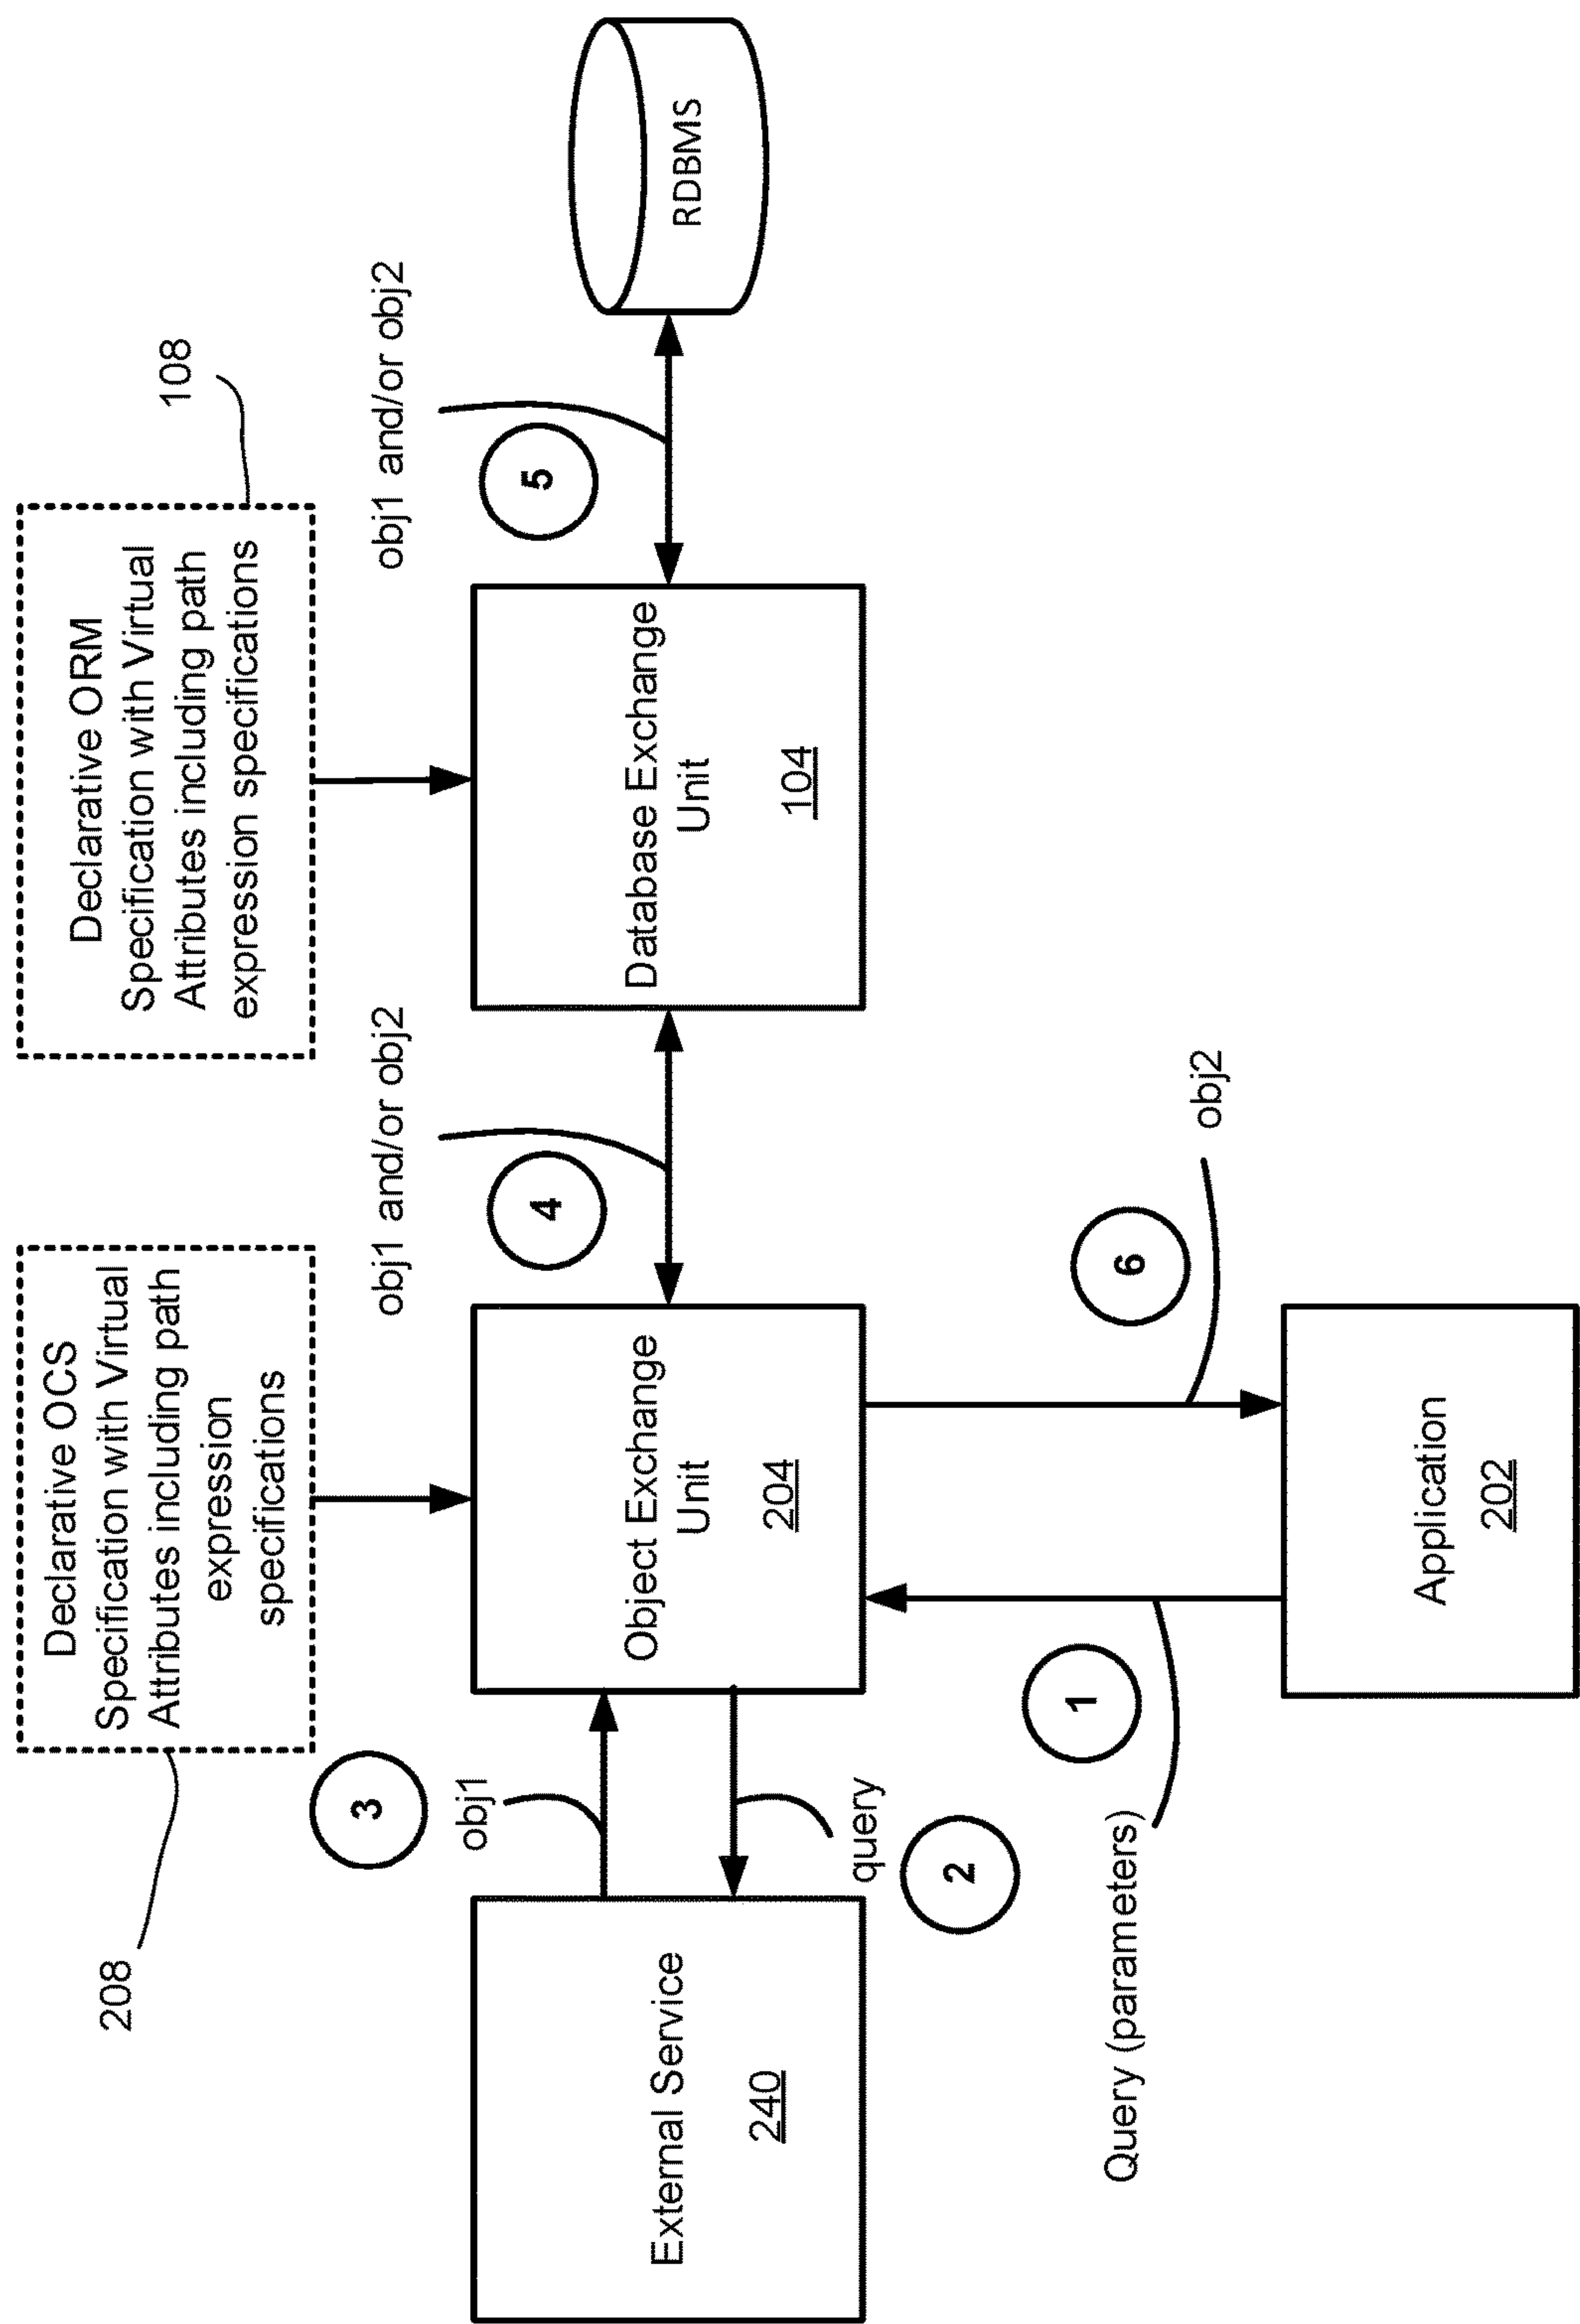 208
Declarative OCS
Specification with Virtual
Attributes including path
expression
specifications
Declarative ORM
Specification with Virtual
Attributes including path
expression specifications
108
3
obj1
obj1 and/or obj2
4
obj1 and/or obj2
5
External Service
240
Object Exchange
Unit
204
Database Exchange
Unit
104
RDBMS
query
2
Query (parameters)
1
6
obj2
Application
202